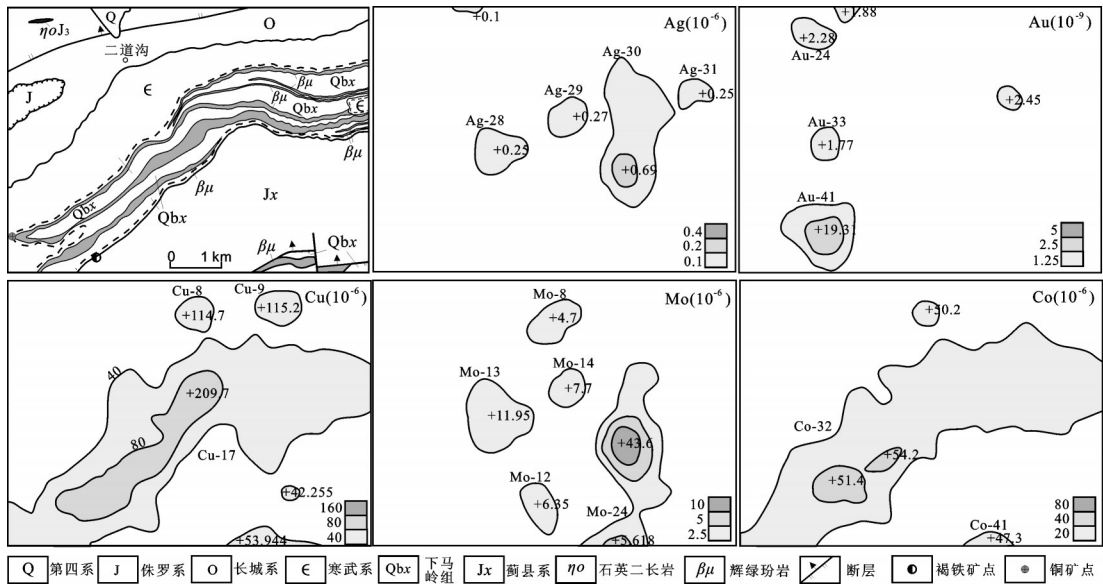 Q
O
ηοJ₃
二道沟
J
Є
βμ
Qbx
βμ
Qbx
Є
βμ
Jx
Qbx
βμ
Qbx
βμ
Qbx
0 1 km
Ag(10⁻⁶)
+0.1
Ag-30
Ag-31
+0.25
Ag-29
+0.27
Ag-28
+0.25
+0.69
0.4
0.2
0.1
Au(10⁻⁹)
+2.28
Au-24
+2.45
Au-33
+1.77
Au-41
+19.31
5
2.5
1.25
Cu(10⁻⁶)
Cu-8
+114.7
Cu-9
+115.2
40
+209.7
80
Cu-17
+42.255
+53.944
160
80
40
Mo(10⁻⁶)
Mo-8
+4.7
Mo-14
+7.7
Mo-13
+11.95
+43.6
Mo-12
+6.35
Mo-24
+5.618
10
5
2.5
Co(10⁻⁶)
+50.2
Co-32
+54.2
+51.4
Co-41
+47.3
80
40
20
Q 第四系
J 侏罗系
O 长城系
Є 寒武系
Qbx 下马岭组
Jx 蓟县系
ηο 石英二长岩
βμ 辉绿玢岩
断层
褐铁矿点
铜矿点